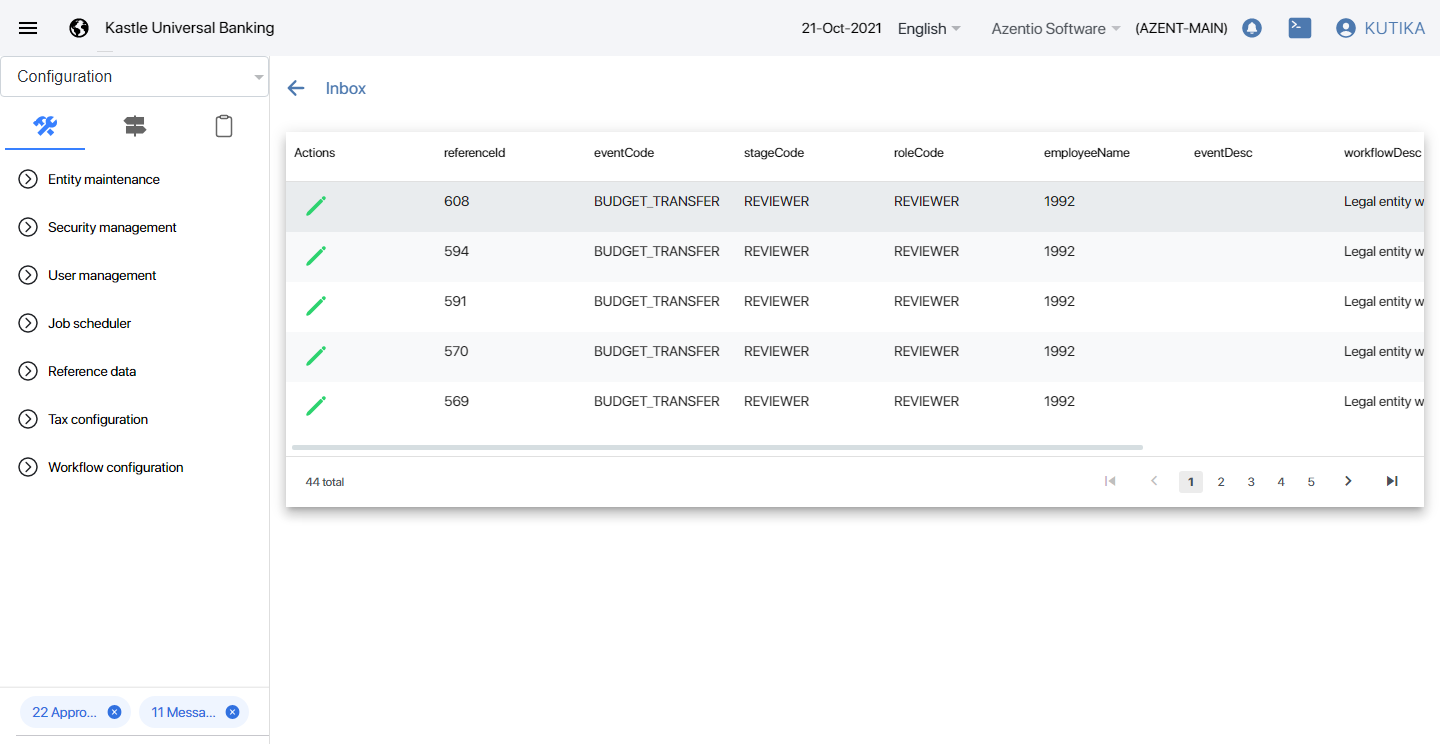 Kastle Universal Banking
21-Oct-2021 English Azentio Software (AZENT-MAIN) KUTIKA
Configuration
Entity maintenance
Security management
User management
Job scheduler
Reference data
Tax configuration
Workflow configuration
22 Appro... 11 Messa...
Inbox
Actions referenceId eventCode stageCode roleCode employeeName eventDesc workflowDesc
608 BUDGET_TRANSFER REVIEWER REVIEWER 1992 Legal entity w
594 BUDGET_TRANSFER REVIEWER REVIEWER 1992 Legal entity w
591 BUDGET_TRANSFER REVIEWER REVIEWER 1992 Legal entity w
570 BUDGET_TRANSFER REVIEWER REVIEWER 1992 Legal entity w
569 BUDGET_TRANSFER REVIEWER REVIEWER 1992 Legal entity w
44 total 1 2 3 4 5